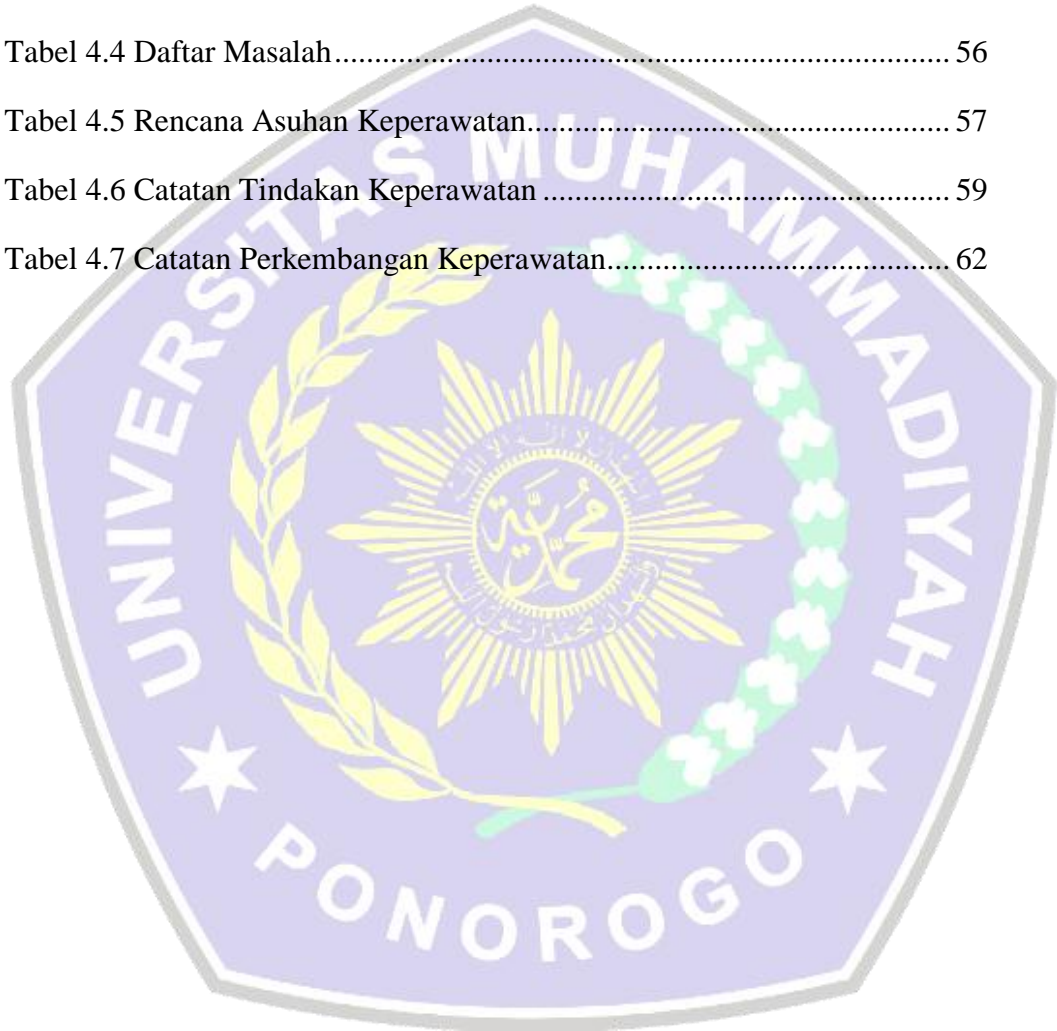 Tabel 4.4 Daftar Masalah.......................................................................... 56
Tabel 4.5 Rencana Asuhan Keperawatan................................................... 57
Tabel 4.6 Catatan Tindakan Keperawatan ................................................. 59
Tabel 4.7 Catatan Perkembangan Keperawatan......................................... 62
UNIVERSITAS MUHAMMADIYAH
PONOROGO
محمدية